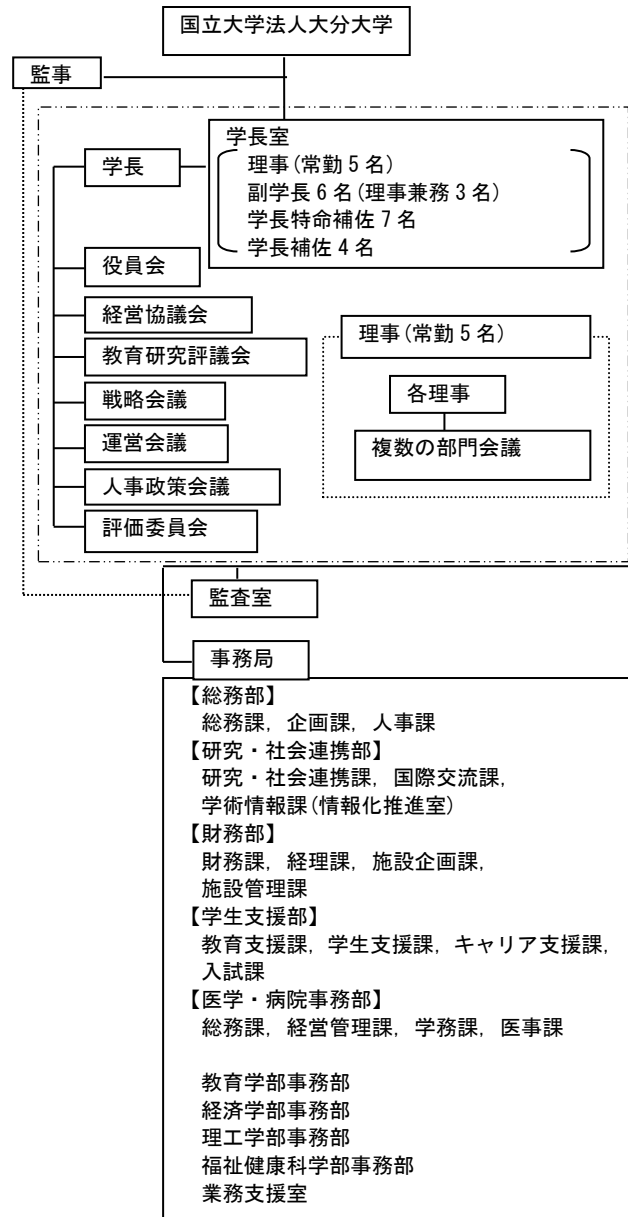 国立大学法人大分大学
監事
学長室
学長
理事(常勤5名)
副学長6名(理事兼務3名)
学長特命補佐7名
学長補佐4名
役員会
経営協議会
教育研究評議会
戦略会議
運営会議
人事政策会議
評価委員会
理事(常勤5名)
各理事
複数の部門会議
監査室
事務局
【総務部】
総務課, 企画課, 人事課
【研究・社会連携部】
研究・社会連携課, 国際交流課,
学術情報課(情報化推進室)
【財務部】
財務課, 経理課, 施設企画課,
施設管理課
【学生支援部】
教育支援課, 学生支援課, キャリア支援課,
入試課
【医学・病院事務部】
総務課, 経営管理課, 学務課, 医事課
教育学部事務部
経済学部事務部
理工学部事務部
福祉健康科学部事務部
業務支援室